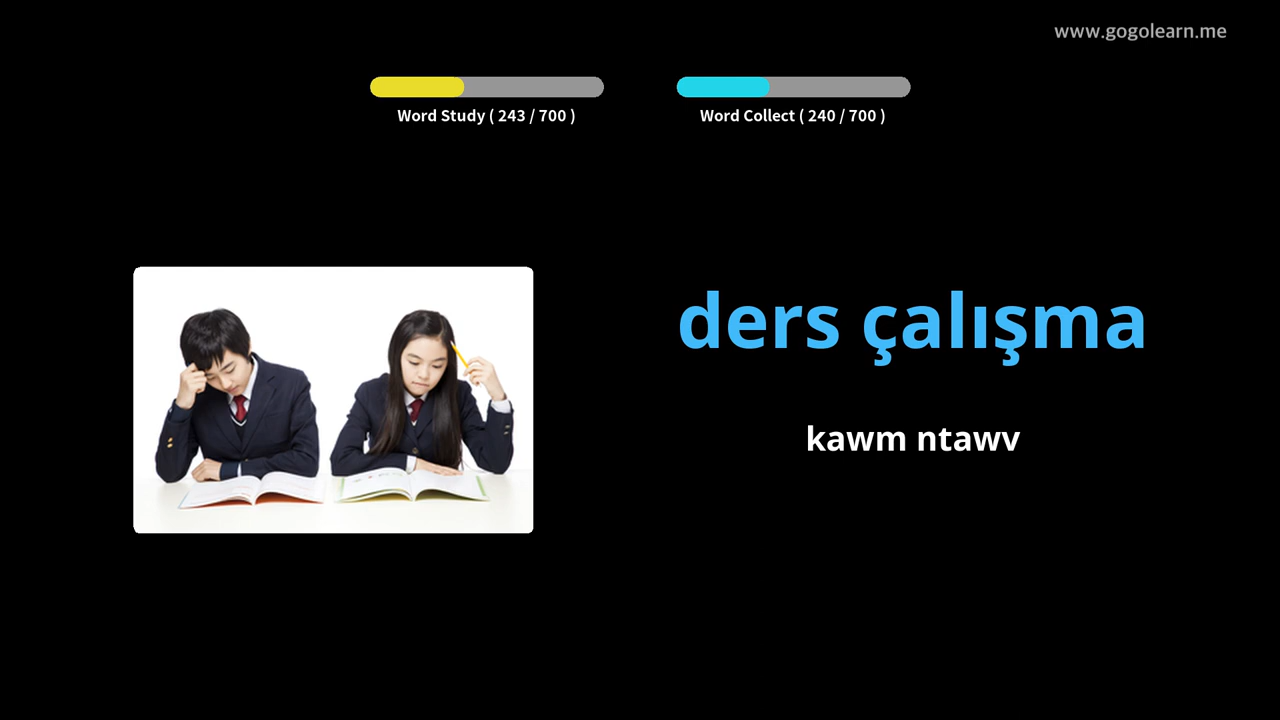 www.gogolearn.me
Word Study ( 243 / 700 )
Word Collect ( 240 / 700 )
ders çalışma
kawm ntawv